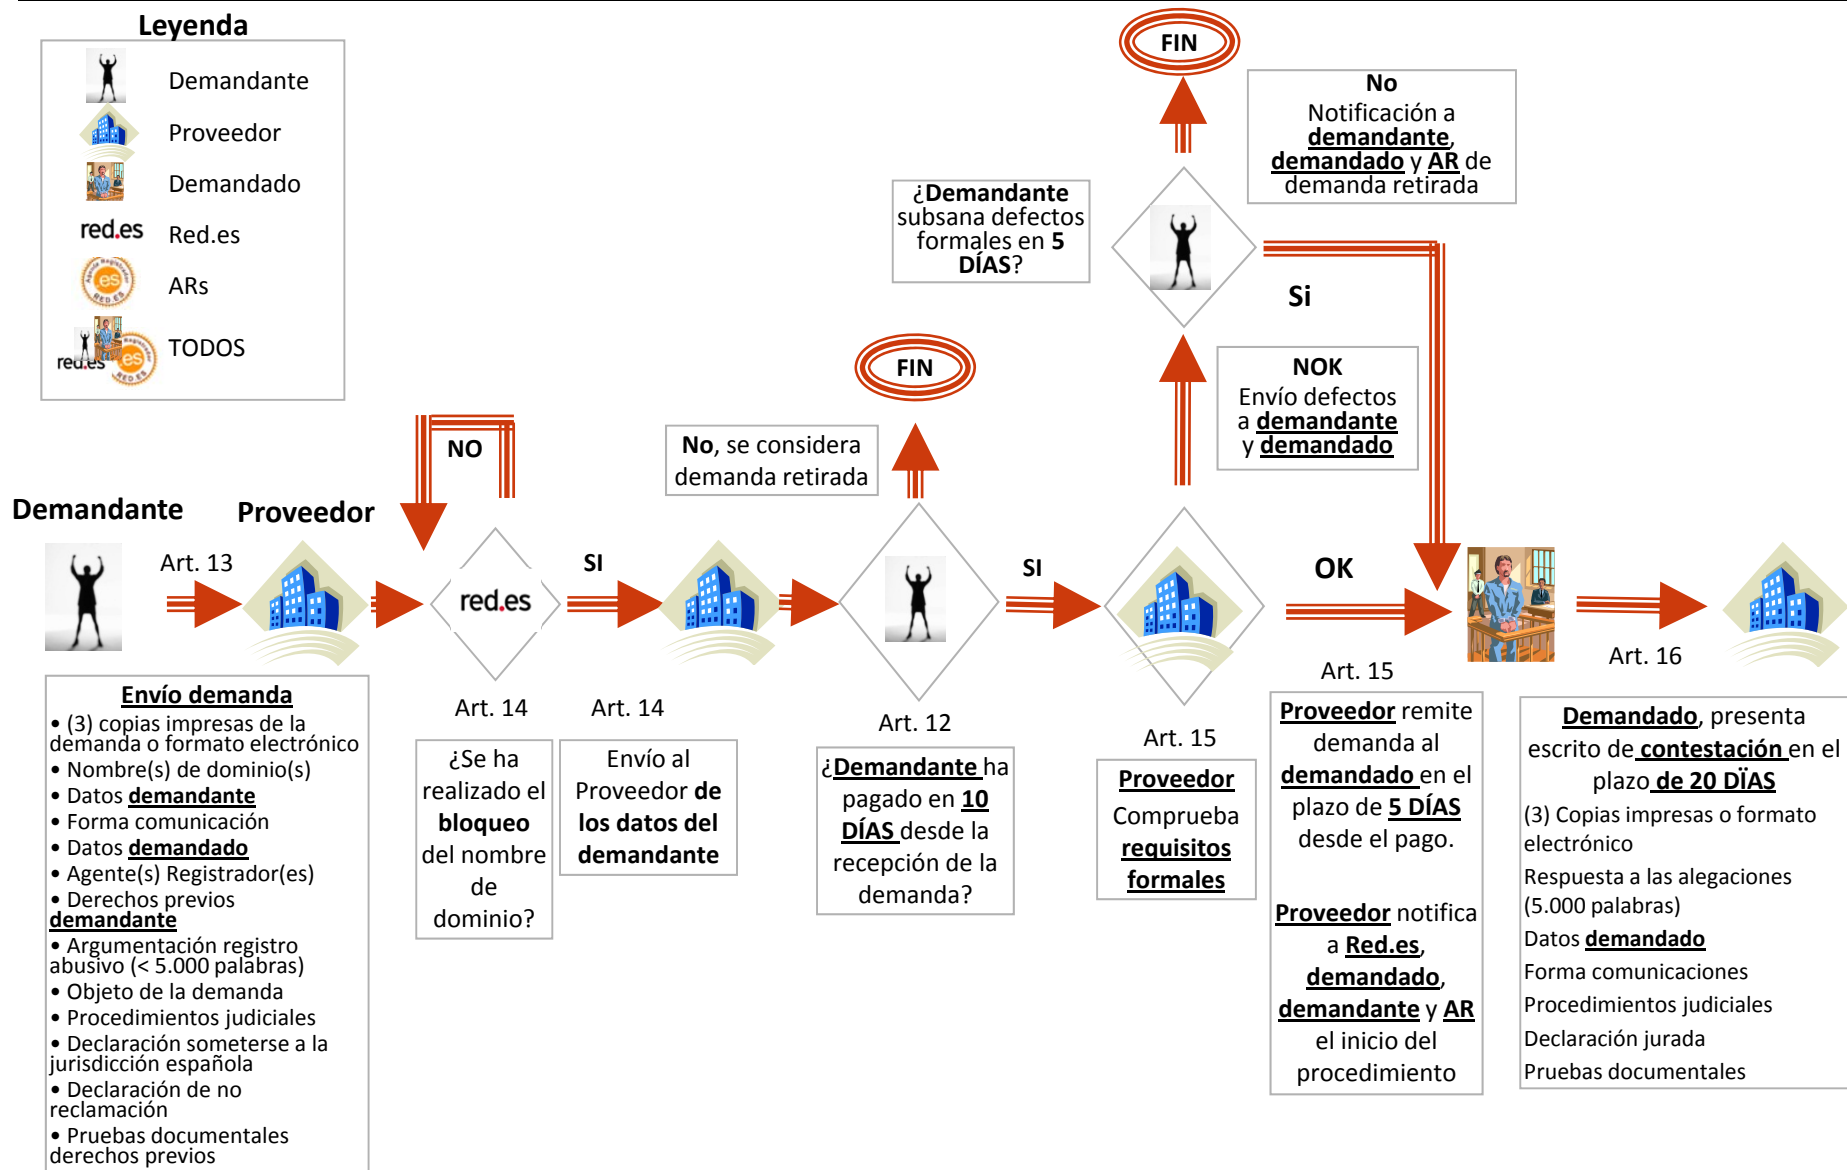 Leyenda
Demandante
Proveedor
Demandado
red.es
Red.es
ARs
TODOS
FIN
No
Notificación a
demandante,
demandado y AR de
demanda retirada
¿Demandante
subsana defectos
formales en 5
DÍAS?
Si
FIN
NOK
Envío defectos
a demandante
y demandado
NO
No, se considera
demanda retirada
Demandante
Proveedor
Art. 13
red.es
SI
SI
OK
Art. 14
Art. 14
Art. 12
Art. 15
Art. 15
Art. 16
Envío demanda
• (3) copias impresas de la
demanda o formato electrónico
• Nombre(s) de dominio(s)
• Datos demandante
• Forma comunicación
• Datos demandado
• Agente(s) Registrador(es)
• Derechos previos
demandante
• Argumentación registro
abusivo (< 5.000 palabras)
• Objeto de la demanda
• Procedimientos judiciales
• Declaración someterse a la
jurisdicción española
• Declaración de no
reclamación
• Pruebas documentales
derechos previos
¿Se ha
realizado el
bloqueo
del nombre
de
dominio?
Envío al
Proveedor de
los datos del
demandante
¿Demandante ha
pagado en 10
DÍAS desde la
recepción de la
demanda?
Proveedor
Comprueba
requisitos
formales
Proveedor remite
demanda al
demandado en el
plazo de 5 DÍAS
desde el pago.
Proveedor notifica
a Red.es,
demandado,
demandante y AR
el inicio del
procedimiento
Demandado, presenta
escrito de contestación en el
plazo de 20 DÏAS
(3) Copias impresas o formato
electrónico
Respuesta a las alegaciones
(5.000 palabras)
Datos demandado
Forma comunicaciones
Procedimientos judiciales
Declaración jurada
Pruebas documentales